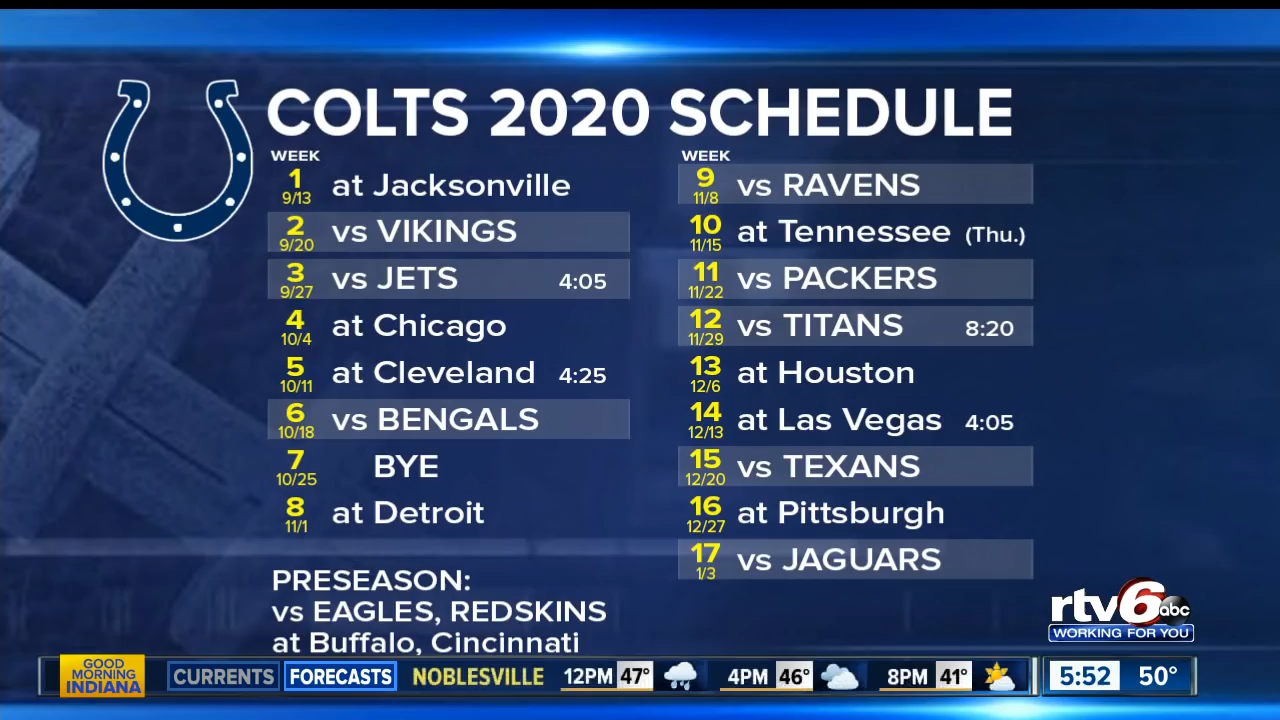 COLTS 2020 SCHEDULE
WEEK
1 9/13 at Jacksonville
2 9/20 vs VIKINGS
3 9/27 vs JETS 4:05
4 10/4 at Chicago
5 10/11 at Cleveland 4:25
6 10/18 vs BENGALS
7 10/25 BYE
8 11/1 at Detroit
PRESEASON:
vs EAGLES, REDSKINS
at Buffalo, Cincinnati
WEEK
9 11/8 vs RAVENS
10 11/15 at Tennessee (Thu.)
11 11/22 vs PACKERS
12 11/29 vs TITANS 8:20
13 12/6 at Houston
14 12/13 at Las Vegas 4:05
15 12/20 vs TEXANS
16 12/27 at Pittsburgh
17 1/3 vs JAGUARS
rtv6 abc
WORKING FOR YOU
GOOD
MORNING
INDIANA
CURRENTS FORECASTS NOBLESVILLE 12PM 47° 4PM 46° 8PM 41° 5:52 50°